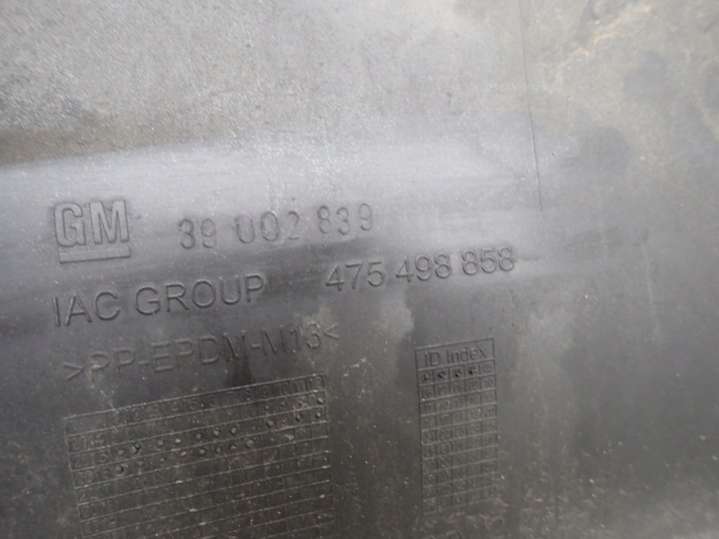 GM 39 002 839
IAC GROUP 475 498 858
>PP-EPDM-M13<
ID Index